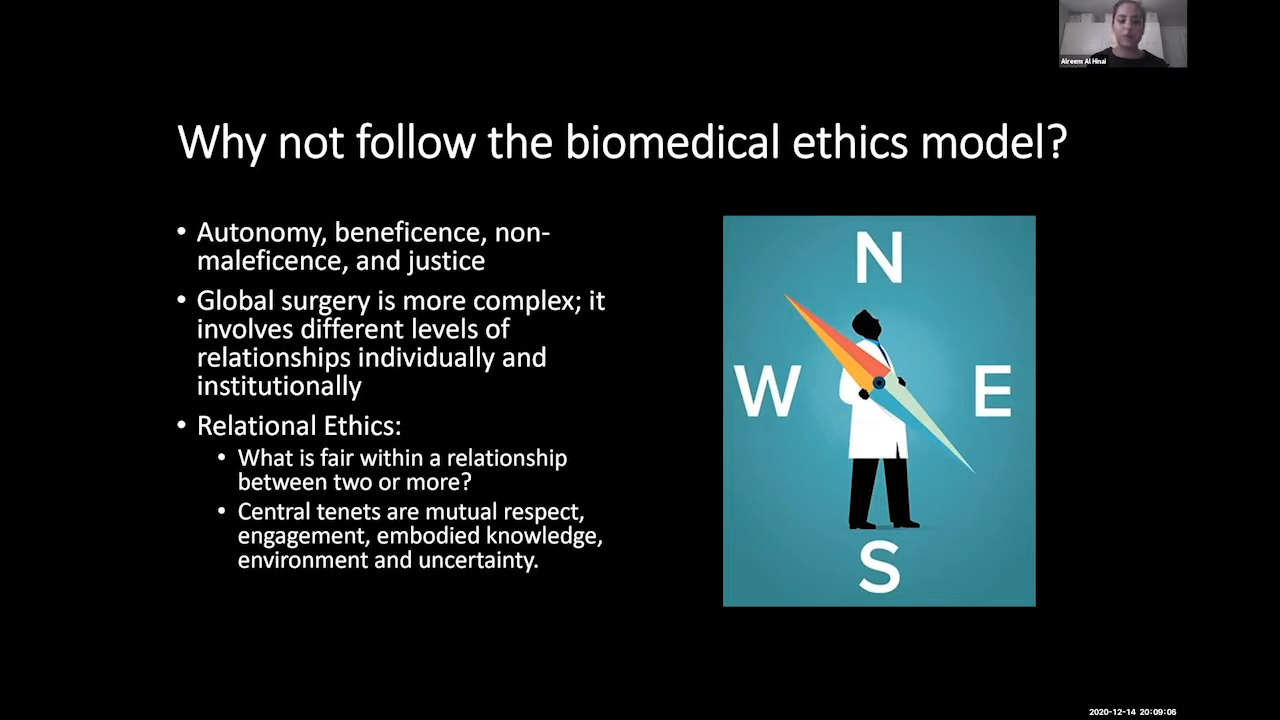 Alreem Al Hinai
Why not follow the biomedical ethics model?
• Autonomy, beneficence, non-
maleficence, and justice
• Global surgery is more complex; it
involves different levels of
relationships individually and
institutionally
• Relational Ethics:
• What is fair within a relationship
between two or more?
• Central tenets are mutual respect,
engagement, embodied knowledge,
environment and uncertainty.
N
W E
S
2020-12-14 20:09:06